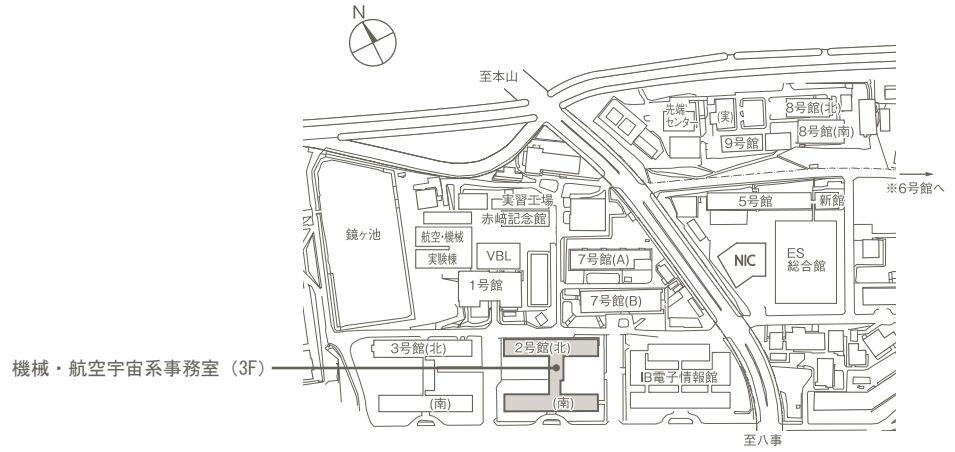 N
至本山
先端
センター
(実)
8号館(北)
8号館(南)
9号館
※6号館へ
5号館
新館
実習工場
赤﨑記念館
鏡ヶ池
航空・機械
実験棟
VBL
1号館
7号館(A)
7号館(B)
NIC
ES
総合館
3号館(北)
(南)
2号館(北)
(南)
IB電子情報館
機械・航空宇宙系事務室（3F）
至八事